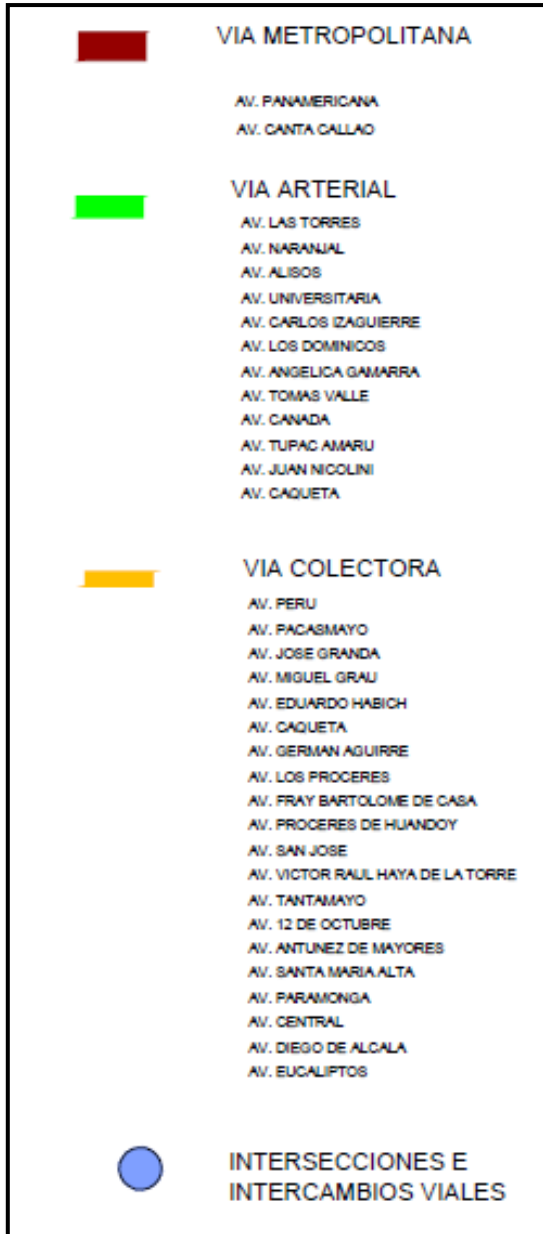 VIA METROPOLITANA
AV. PANAMERICANA
AV. CANTA CALLAO
VIA ARTERIAL
AV. LAS TORRES
AV. NARANJAL
AV. ALISOS
AV. UNIVERSITARIA
AV. CARLOS IZAGUIERRE
AV. LOS DOMINICOS
AV. ANGELICA GAMARRA
AV. TOMAS VALLE
AV. CANADA
AV. TUPAC AMARU
AV. JUAN NICOLINI
AV. CAQUETA
VIA COLECTORA
AV. PERU
AV. PACASMAYO
AV. JOSE GRANDA
AV. MIGUEL GRAU
AV. EDUARDO HABICH
AV. CAQUETA
AV. GERMAN AGUIRRE
AV. LOS PROCERES
AV. FRAY BARTOLOME DE CASA
AV. PROCERES DE HUANDOY
AV. SAN JOSE
AV. VICTOR RAUL HAYA DE LA TORRE
AV. TANTAMAYO
AV. 12 DE OCTUBRE
AV. ANTUNEZ DE MAYORES
AV. SANTA MARIA ALTA
AV. PARAMONGA
AV. CENTRAL
AV. DIEGO DE ALCALA
AV. EUCALIPTOS
INTERSECCIONES E
INTERCAMBIOS VIALES